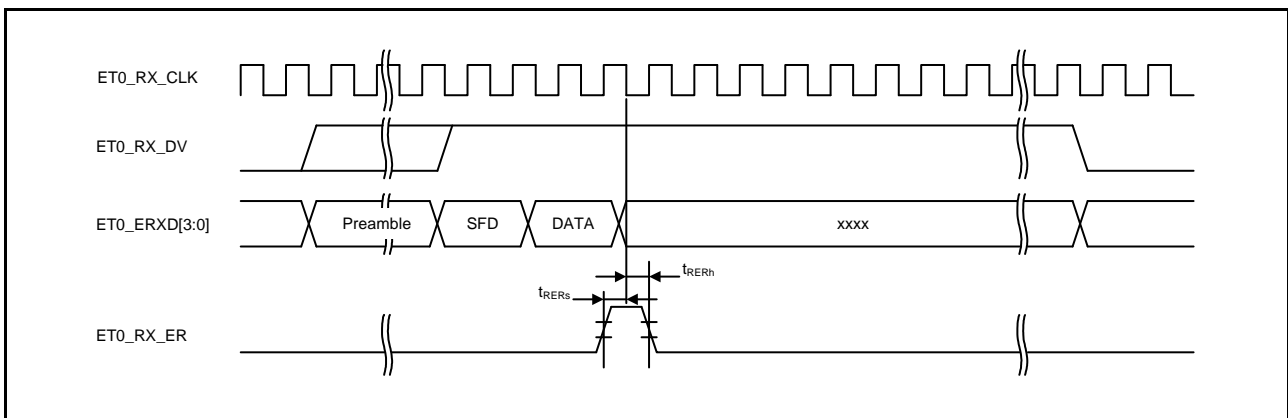 ET0_RX_CLK
ET0_RX_DV
ET0_ERXD[3:0]
Preamble
SFD
DATA
xxxx
tRERh
tRERs
ET0_RX_ER